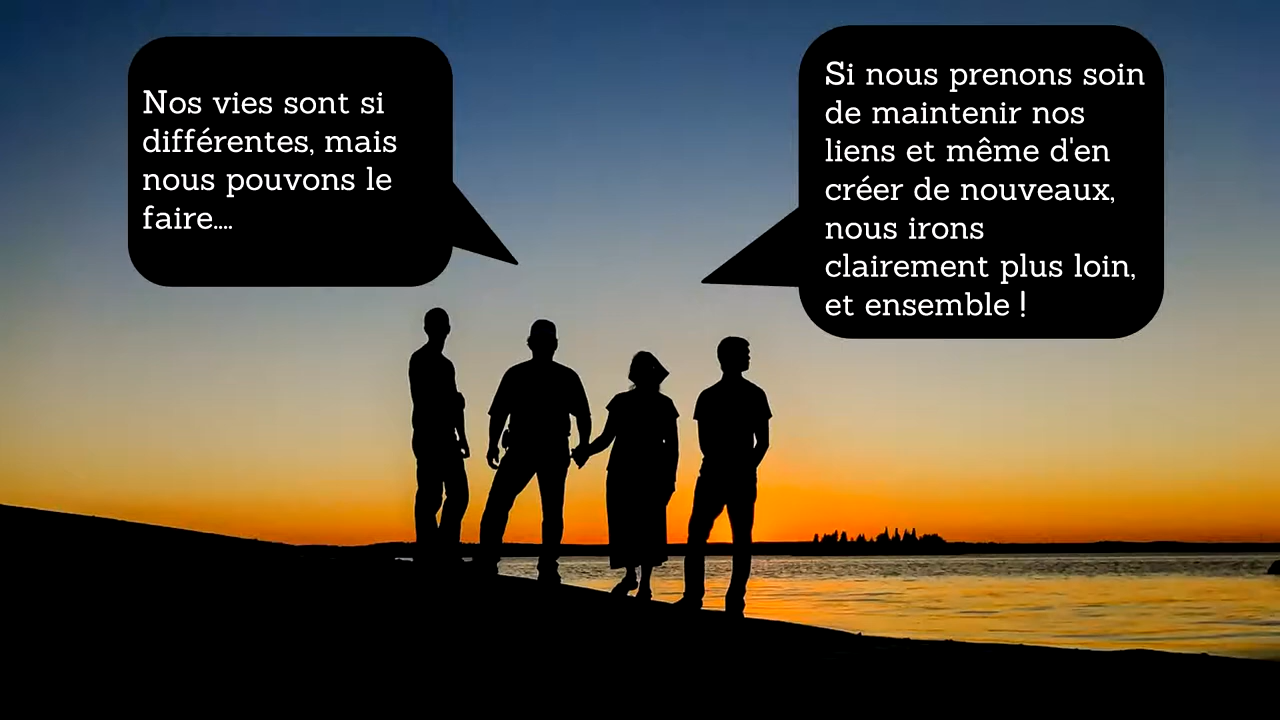 Nos vies sont si
différentes, mais
nous pouvons le
faire....
Si nous prenons soin
de maintenir nos
liens et même d'en
créer de nouveaux,
nous irons
clairement plus loin,
et ensemble !